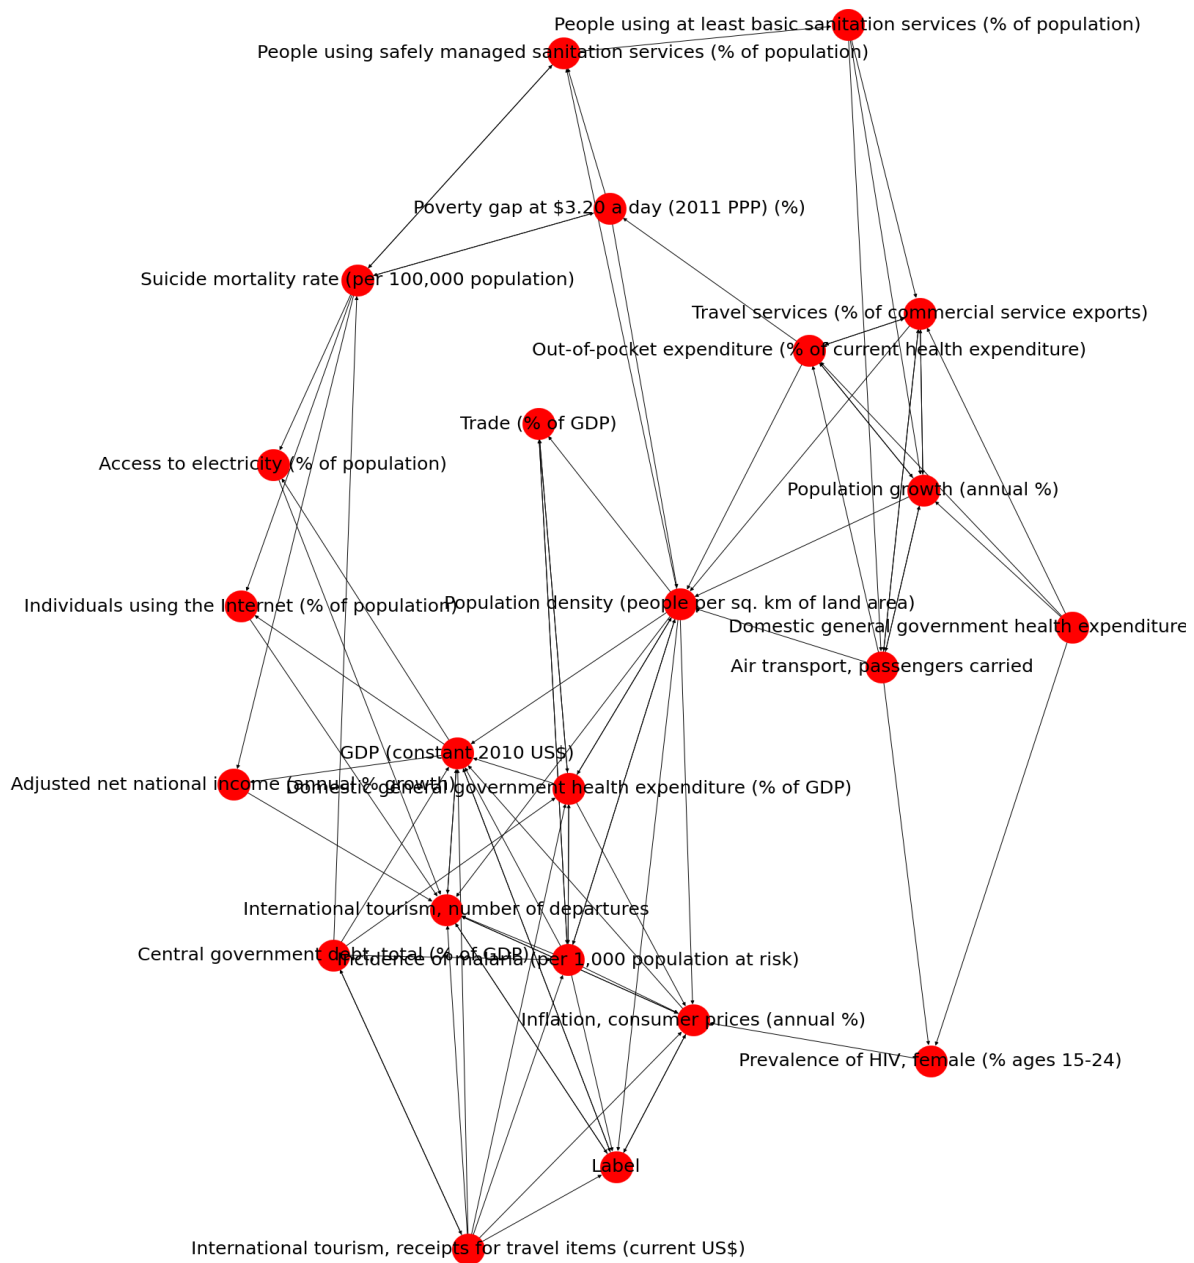 People using at least basic sanitation services (% of population)
People using safely managed sanitation services (% of population)
Poverty gap at $3.20 a day (2011 PPP) (%)
Suicide mortality rate (per 100,000 population)
Travel services (% of commercial service exports)
Out-of-pocket expenditure (% of current health expenditure)
Trade (% of GDP)
Access to electricity (% of population)
Population growth (annual %)
Individuals using the Internet (% of population)
Population density (people per sq. km of land area)
Domestic general government health expenditure
Air transport, passengers carried
GDP (constant 2010 US$)
Adjusted net national income (annual % growth)
Domestic general government health expenditure (% of GDP)
International tourism, number of departures
Central government debt, total (% of GDP)
Incidence of malaria (per 1,000 population at risk)
Inflation, consumer prices (annual %)
Prevalence of HIV, female (% ages 15-24)
Label
International tourism, receipts for travel items (current US$)